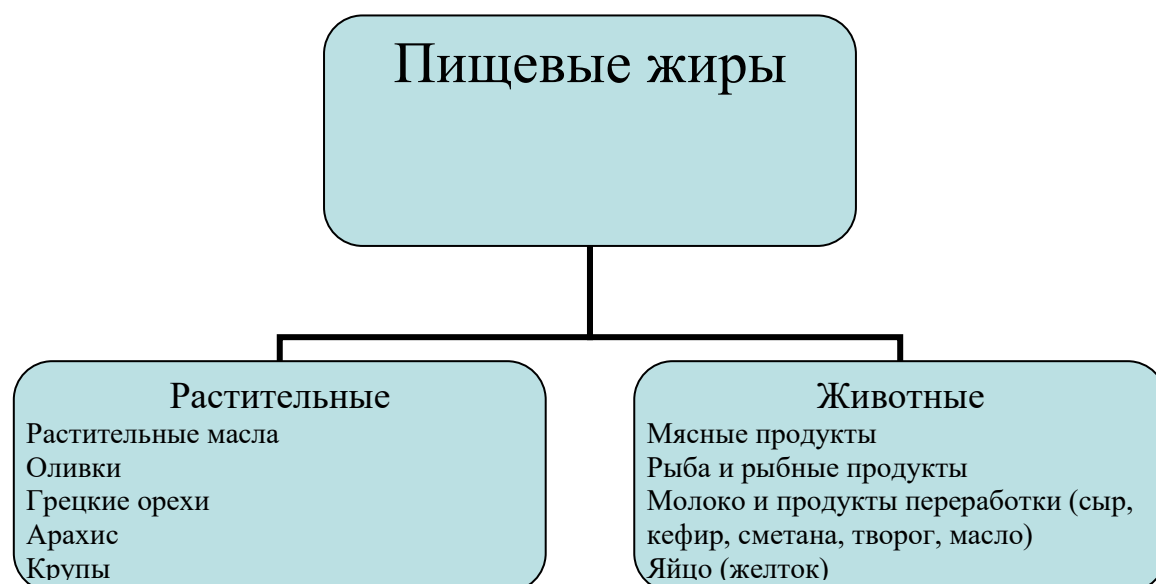 Пищевые жиры
Растительные
Растительные масла
Оливки
Грецкие орехи
Арахис
Крупы
Животные
Мясные продукты
Рыба и рыбные продукты
Молоко и продукты переработки (сыр,
кефир, сметана, творог, масло)
Яйцо (желток)